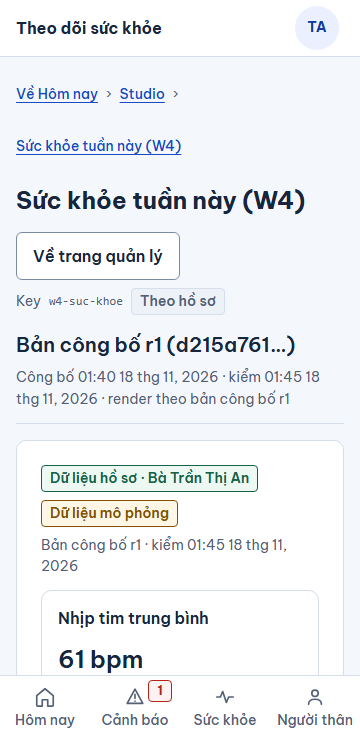 Theo dõi sức khỏe
TA
Về Hôm nay › Studio ›
Sức khỏe tuần này (W4)
Sức khỏe tuần này (W4)
Về trang quản lý
Key w4-suc-khoe Theo hồ sơ
Bản công bố r1 (d215a761…)
Công bố 01:40 18 thg 11, 2026 · kiểm 01:45 18
thg 11, 2026 · render theo bản công bố r1
Dữ liệu hồ sơ · Bà Trần Thị An
Dữ liệu mô phỏng
Bản công bố r1 · kiểm 01:45 18 thg 11,
2026
Nhịp tim trung bình
61 bpm
1
Hôm nay Cảnh báo Sức khỏe Người thân